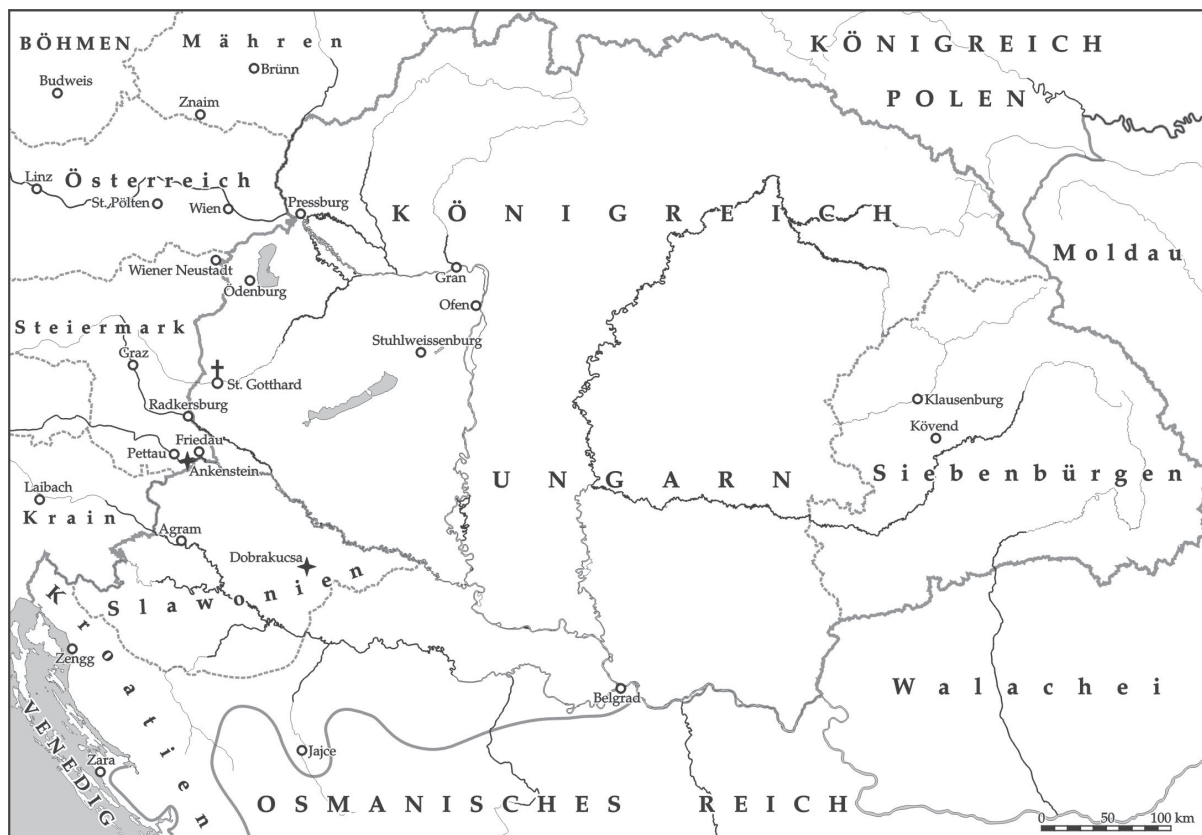 BÖHMEN
Mähren
KÖNIGREICH
POLEN
Budweis
Brünn
Znaim
Linz
Österreich
St. Pölten
Wien
Pressburg
KÖNIGREICH
Moldau
Wiener Neustadt
Ödenburg
Gran
Ofen
Steiermark
Graz
Stuhlweissenburg
St. Gotthard
Radkersburg
Klausenburg
Kövend
Friedau
Pettau
Ankenstein
UNGARN
Siebenbürgen
Laibach
Krain
Agram
Dobrakucsa
Slawonien
Kroatien
Zengg
Belgrad
Walachei
VENEDIG
Jajce
Zara
OSMANISCHES REICH
0 50 100 km